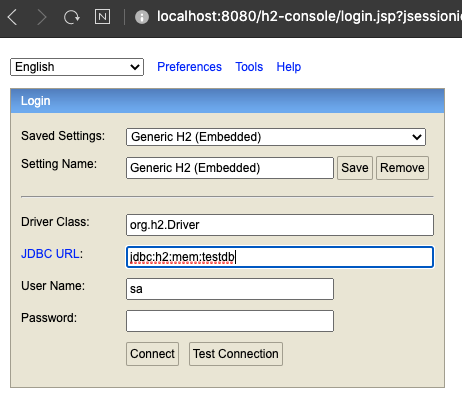 N localhost:8080/h2-console/login.jsp?jsessioni
English Preferences Tools Help
Login
Saved Settings: Generic H2 (Embedded)
Setting Name: Generic H2 (Embedded) Save Remove
Driver Class: org.h2.Driver
JDBC URL: jdbc:h2:mem:testdb
User Name: sa
Password:
Connect Test Connection